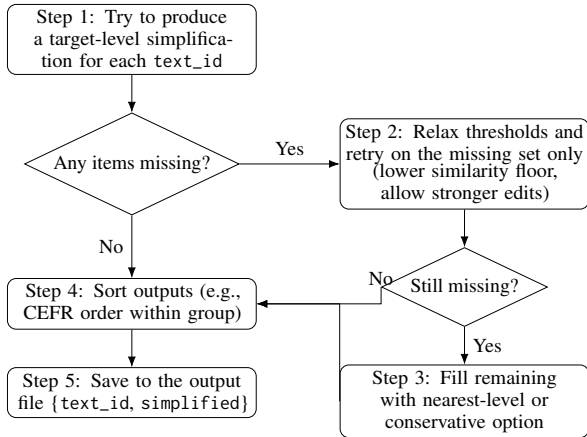 Step 1: Try to produce
a target-level simplifica-
tion for each text_id
Any items missing?
Yes
Step 2: Relax thresholds and
retry on the missing set only
(lower similarity floor,
allow stronger edits)
No
Step 4: Sort outputs (e.g.,
CEFR order within group)
No
Still missing?
Yes
Step 5: Save to the output
file {text_id, simplified}
Step 3: Fill remaining
with nearest-level or
conservative option